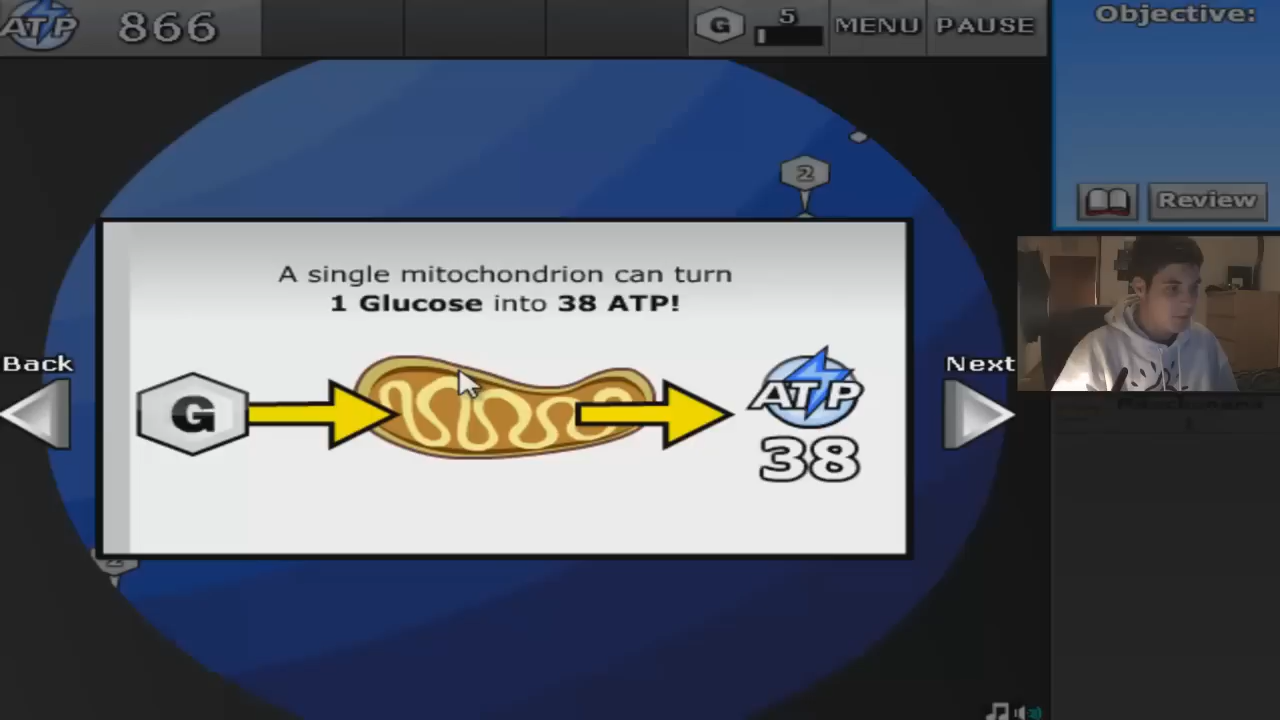 ATP 866
G 5 MENU PAUSE
Objective:
Review
2
A single mitochondrion can turn
1 Glucose into 38 ATP!
Back
Next
G
ATP
38
2